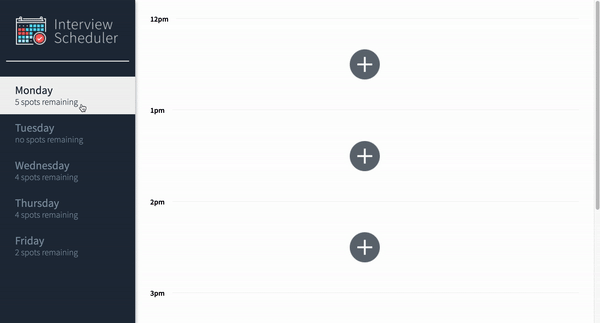 Interview
Scheduler
Monday
5 spots remaining
Tuesday
no spots remaining
Wednesday
4 spots remaining
Thursday
4 spots remaining
Friday
2 spots remaining
12pm
1pm
2pm
3pm